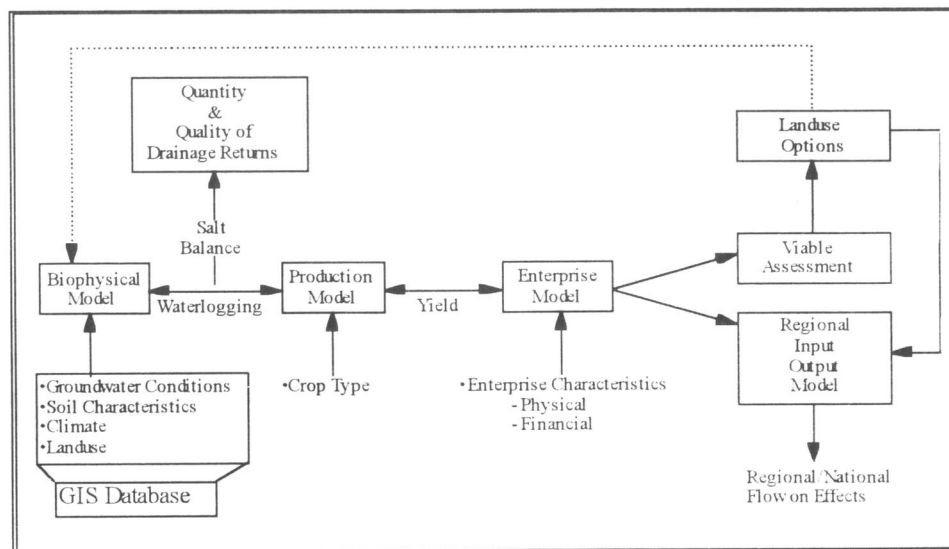 Quantity
&
Quality of
Drainage Returns
Landuse
Options
Salt
Balance
Viable
Assessment
Biophysical
Model
Waterlogging
Production
Model
Yield
Enterprise
Model
Regional
Input
Output
Model
•Groundwater Conditions
•Soil Characteristics
•Climate
•Landuse
•Crop Type
•Enterprise Characteristics
- Physical
- Financial
GIS Database
Regional/National
Flow on Effects